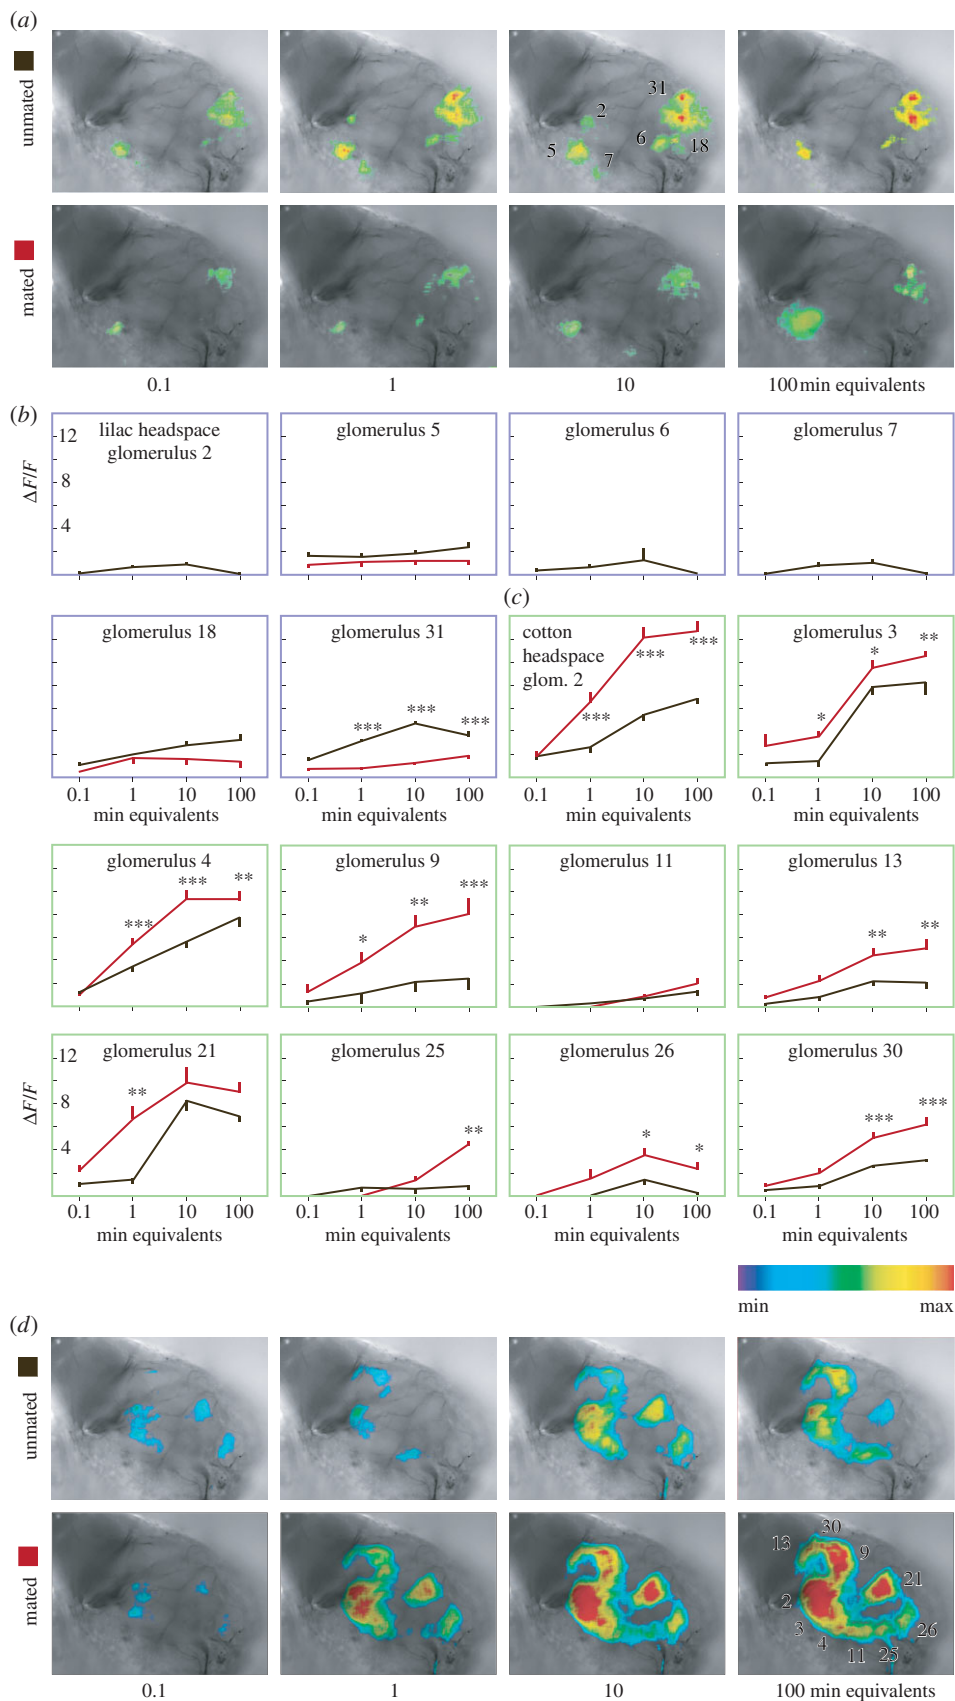 (a)
unmated
31
2
5
6
18
7
mated
0.1
1
10
100 min equivalents
(b)
12
8
4
ΔF/F
lilac headspace
glomerulus 2
glomerulus 5
glomerulus 6
glomerulus 7
glomerulus 18
0.1 1 10 100
min equivalents
glomerulus 31
***
***
***
0.1 1 10 100
min equivalents
(c)
cotton
headspace
glom. 2
***
***
***
0.1 1 10 100
min equivalents
glomerulus 3
*
*
**
0.1 1 10 100
min equivalents
glomerulus 4
***
***
**
glomerulus 9
*
**
***
glomerulus 11
glomerulus 13
**
**
12
8
4
ΔF/F
glomerulus 21
**
0.1 1 10 100
min equivalents
glomerulus 25
**
0.1 1 10 100
min equivalents
glomerulus 26
*
*
0.1 1 10 100
min equivalents
glomerulus 30
***
***
0.1 1 10 100
min equivalents
min max
(d)
unmated
mated
30
13
9
21
2
3
4
11
25
26
0.1
1
10
100 min equivalents